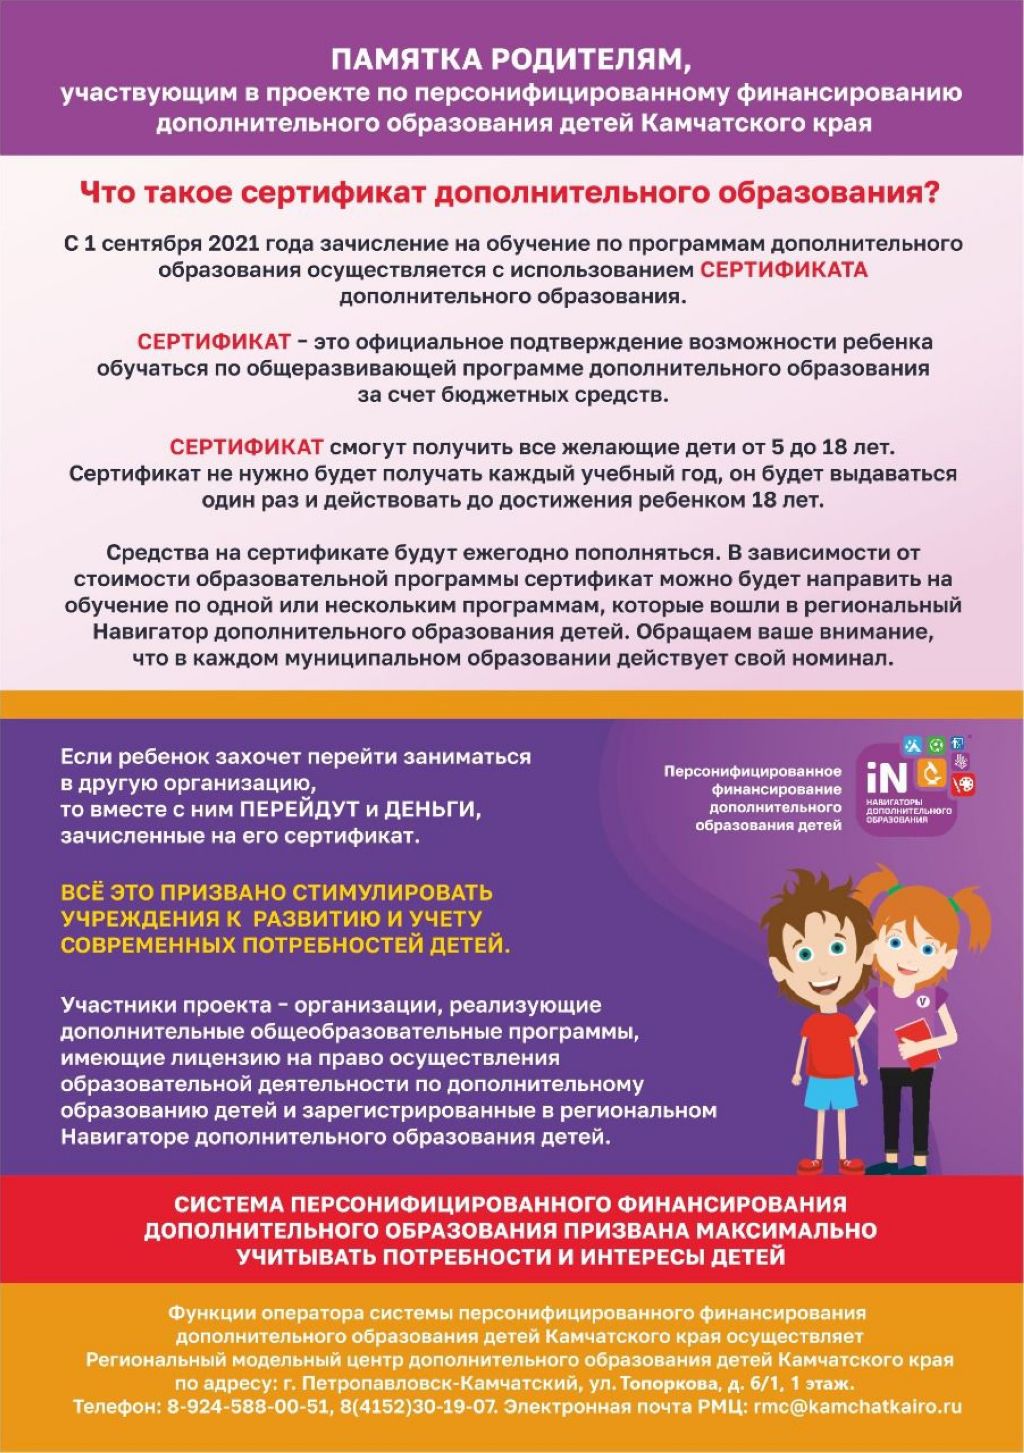 ПАМЯТКА РОДИТЕЛЯМ,
участвующим в проекте по персонифицированному финансированию
дополнительного образования детей Камчатского края
Что такое сертификат дополнительного образования?
С 1 сентября 2021 года зачисление на обучение по программам дополнительного
образования осуществляется с использованием СЕРТИФИКАТА
дополнительного образования.
СЕРТИФИКАТ – это официальное подтверждение возможности ребенка
обучаться по общеразвивающей программе дополнительного образования
за счет бюджетных средств.
СЕРТИФИКАТ смогут получить все желающие дети от 5 до 18 лет.
Сертификат не нужно будет получать каждый учебный год, он будет выдаваться
один раз и действовать до достижения ребенком 18 лет.
Средства на сертификате будут ежегодно пополняться. В зависимости от
стоимости образовательной программы сертификат можно будет направить на
обучение по одной или нескольким программам, которые вошли в региональный
Навигатор дополнительного образования детей. Обращаем ваше внимание,
что в каждом муниципальном образовании действует свой номинал.
Если ребенок захочет перейти заниматься
в другую организацию,
то вместе с ним ПЕРЕЙДУТ и ДЕНЬГИ,
зачисленные на его сертификат.
Персонифицированное
финансирование
дополнительного
образования детей
iN
НАВИГАТОРЫ
ДОПОЛНИТЕЛЬНОГО
ОБРАЗОВАНИЯ
ВСЁ ЭТО ПРИЗВАНО СТИМУЛИРОВАТЬ
УЧРЕЖДЕНИЯ К РАЗВИТИЮ И УЧЕТУ
СОВРЕМЕННЫХ ПОТРЕБНОСТЕЙ ДЕТЕЙ.
Участники проекта – организации, реализующие
дополнительные общеобразовательные программы,
имеющие лицензию на право осуществления
образовательной деятельности по дополнительному
образованию детей и зарегистрированные в региональном
Навигаторе дополнительного образования детей.
V
СИСТЕМА ПЕРСОНИФИЦИРОВАННОГО ФИНАНСИРОВАНИЯ
ДОПОЛНИТЕЛЬНОГО ОБРАЗОВАНИЯ ПРИЗВАНА МАКСИМАЛЬНО
УЧИТЫВАТЬ ПОТРЕБНОСТИ И ИНТЕРЕСЫ ДЕТЕЙ
Функции оператора системы персонифицированного финансирования
дополнительного образования детей Камчатского края осуществляет
Региональный модельный центр дополнительного образования детей Камчатского края
по адресу: г. Петропавловск-Камчатский, ул. Топоркова, д. 6/1, 1 этаж.
Телефон: 8-924-588-00-51, 8(4152)30-19-07. Электронная почта РМЦ: rmc@kamchatkairo.ru